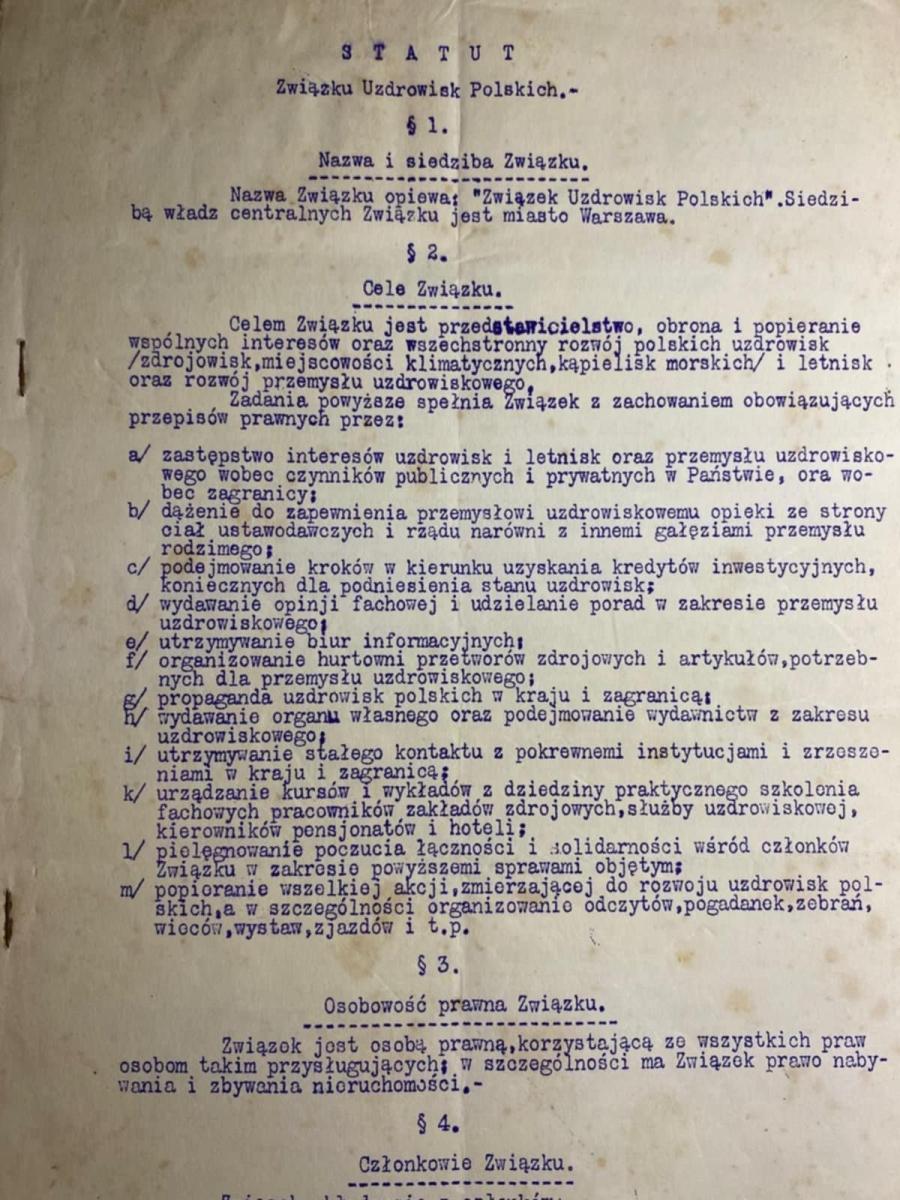 S T A T U T
Związku Uzdrowisk Polskich.-
§ 1.
Nazwa i siedziba Związku.
Nazwa Związku opiewa: "Związek Uzdrowisk Polskich".Siedzi-
bą władz centralnych Związku jest miasto Warszawa.
§ 2.
Cele Związku.
Celem Związku jest przedstawicielstwo, obrona i popieranie
wspólnych interesów oraz wszechstronny rozwój polskich uzdrowisk
/zdrojowisk,miejscowości klimatycznych,kąpielisk morskich/ i letnisk
oraz rozwój przemysłu uzdrowiskowego.
Zadania powyższe spełnia Związek z zachowaniem obowiązujących
przepisów prawnych przez:
a/ zastępstwo interesów uzdrowisk i letnisk oraz przemysłu uzdrowisko-
wego wobec czynników publicznych i prywatnych w Państwie, ora wo-
bec zagranicy;
b/ dążenie do zapewnienia przemysłowi uzdrowiskowemu opieki ze strony
ciał ustawodawczych i rządu narówni z innemi gałęziami przemysłu
rodzimego;
c/ podejmowanie kroków w kierunku uzyskania kredytów inwestycyjnych,
koniecznych dla podniesienia stanu uzdrowisk;
d/ wydawanie opinji fachowej i udzielanie porad w zakresie przemysłu
uzdrowiskowego;
e/ utrzymywanie biur informacyjnych;
f/ organizowanie hurtowni przetworów zdrojowych i artykułów,potrzeb-
nych dla przemysłu uzdrowiskowego;
g/ propaganda uzdrowisk polskich w kraju i zagranicą;
h/ wydawanie organu własnego oraz podejmowanie wydawnictw z zakresu
uzdrowiskowego;
i/ utrzymywanie stałego kontaktu z pokrewnemi instytucjami i zrzesze-
niami w kraju i zagranicą;
k/ urządzanie kursów i wykładów z dziedziny praktycznego szkolenia
fachowych pracowników zakładów zdrojowych,służby uzdrowiskowej,
kierowników pensjonatów i hoteli;
l/ pielęgnowanie poczucia łączności i solidarności wśród członków
Związku w zakresie powyższemi sprawami objętym;
m/ popieranie wszelkiej akcji,zmierzającej do rozwoju uzdrowisk pol-
skich,a w szczególności organizowanie odczytów,pogadanek,zebrań,
wieców,wystaw,zjazdów i t.p.
§ 3.
Osobowość prawna Związku.
Związek jest osobą prawną,korzystającą ze wszystkich praw
osobom takim przysługujących; w szczególności ma Związek prawo naby-
wania i zbywania nieruchomości.-
§ 4.
Członkowie Związku.